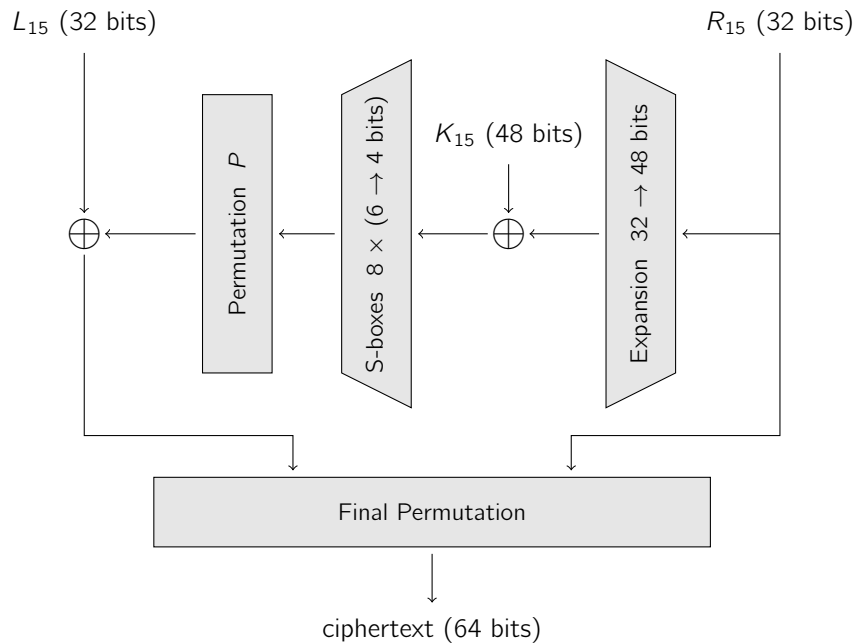 L₁₅ (32 bits)
R₁₅ (32 bits)
Permutation P
S-boxes 8 × (6 → 4 bits)
K₁₅ (48 bits)
Expansion 32 → 48 bits
Final Permutation
ciphertext (64 bits)